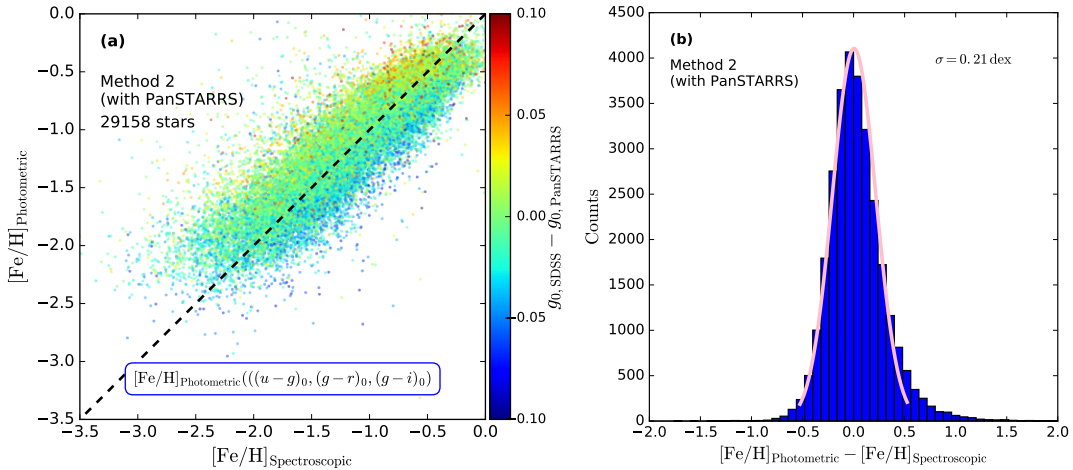 (a)
Method 2
(with PanSTARRS)
29158 stars
[Fe/H]Photometric(((u − g)0, (g − r)0, (g − i)0)
0.0
−0.5
−1.0
−1.5
−2.0
−2.5
−3.0
−3.5
[Fe/H]Photometric
−3.5 −3.0 −2.5 −2.0 −1.5 −1.0 −0.5 0.0
[Fe/H]Spectroscopic
0.10
0.05
0.00
0.05
0.10
g0,SDSS − g0,PanSTARRS
(b)
Method 2
(with PanSTARRS)
σ = 0.21 dex
4500
4000
3500
3000
2500
2000
1500
1000
500
0
Counts
−2.0 −1.5 −1.0 −0.5 0.0 0.5 1.0 1.5 2.0
[Fe/H]Photometric − [Fe/H]Spectroscopic